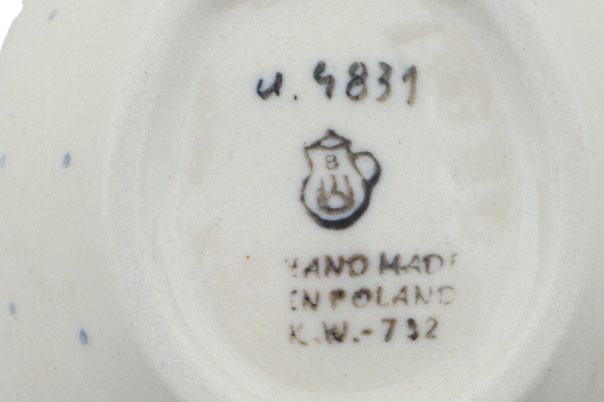 u. 4831
B
HAND MADE
IN POLAND
K.W.-732